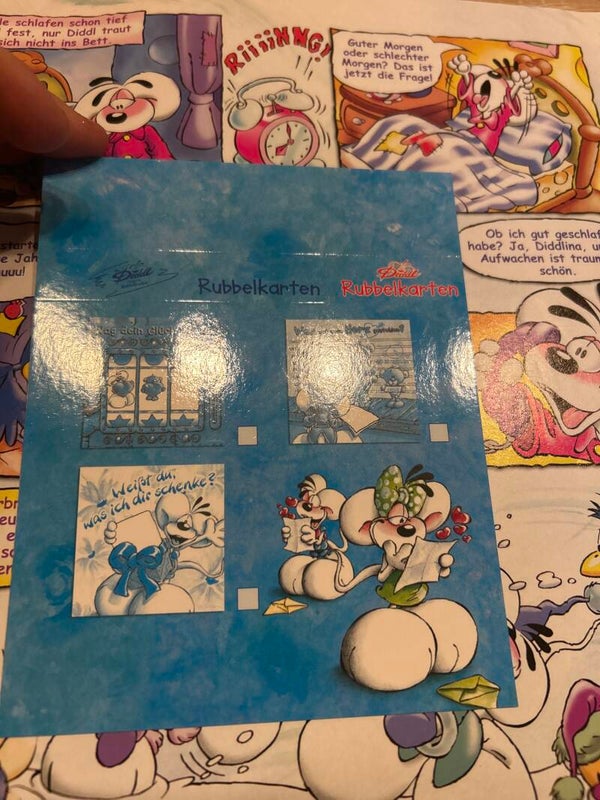 le schlafen schon tief
fest, nur Diddl traut
sich nicht ins Bett.
RiiiNNG!
Guter Morgen
oder schlechter
Morgen? Das ist
jetzt die Frage!
Ob ich gut geschlaf
habe? Ja, Diddlina, u
Aufwachen ist traum
schön.
Diddl
Rubbelkarten
Diddl
Rubbelkarten
Weißt du,
was ich dir schenke?